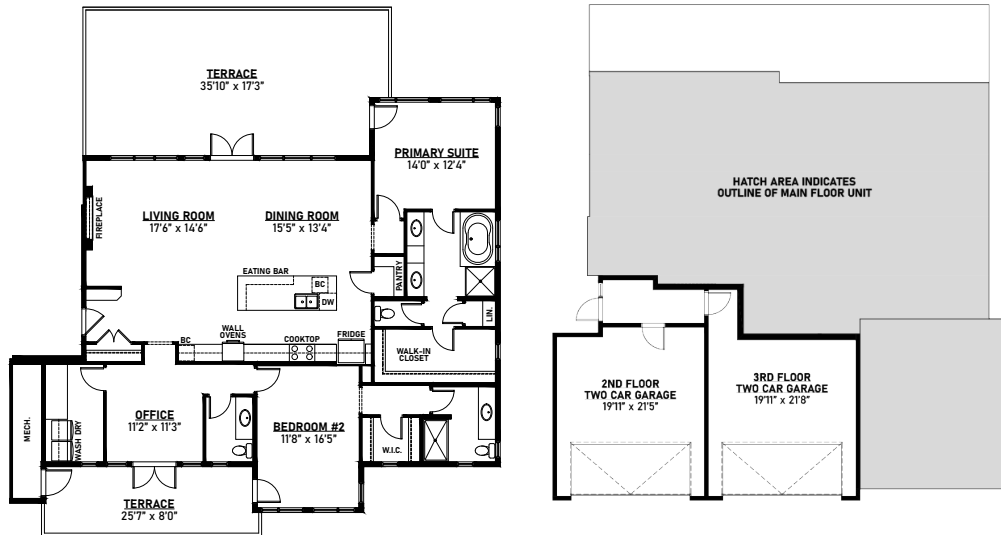 TERRACE
35'10" x 17'3"
PRIMARY SUITE
14'0" x 12'4"
FIREPLACE
LIVING ROOM
17'6" x 14'6"
DINING ROOM
15'5" x 13'4"
EATING BAR
BC
DW
PANTRY
LIN.
BC
WALL
OVENS
COOKTOP
FRIDGE
WALK-IN
CLOSET
MECH.
WASH DRY
OFFICE
11'2" x 11'3"
BEDROOM #2
11'8" x 16'5"
W.I.C.
TERRACE
25'7" x 8'0"
HATCH AREA INDICATES
OUTLINE OF MAIN FLOOR UNIT
2ND FLOOR
TWO CAR GARAGE
19'11" x 21'5"
3RD FLOOR
TWO CAR GARAGE
19'11" x 21'8"